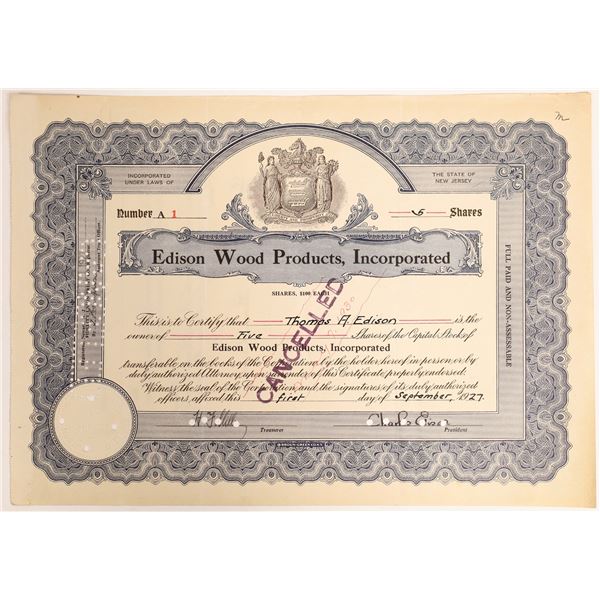 m
INCORPORATED
UNDER LAWS OF
THE STATE OF
NEW JERSEY
Number A 1
5 Shares
Edison Wood Products, Incorporated
SHARES, $100 EACH
This is to Certify that Thomas A Edison is the
owner of Five Shares of the Capital Stock of
Edison Wood Products, Incorporated
transferable on the books of the Corporation by the holder hereof in person or by
duly authorized Attorney upon surrender of this Certificate properly endorsed.
Witness the seal of the Corporation and the signatures of its duly authorized
officers affixed this first day of September, 1927.
Treasurer
Charles Edison
President
CANCELLED
FULL PAID AND NON-ASSESSABLE